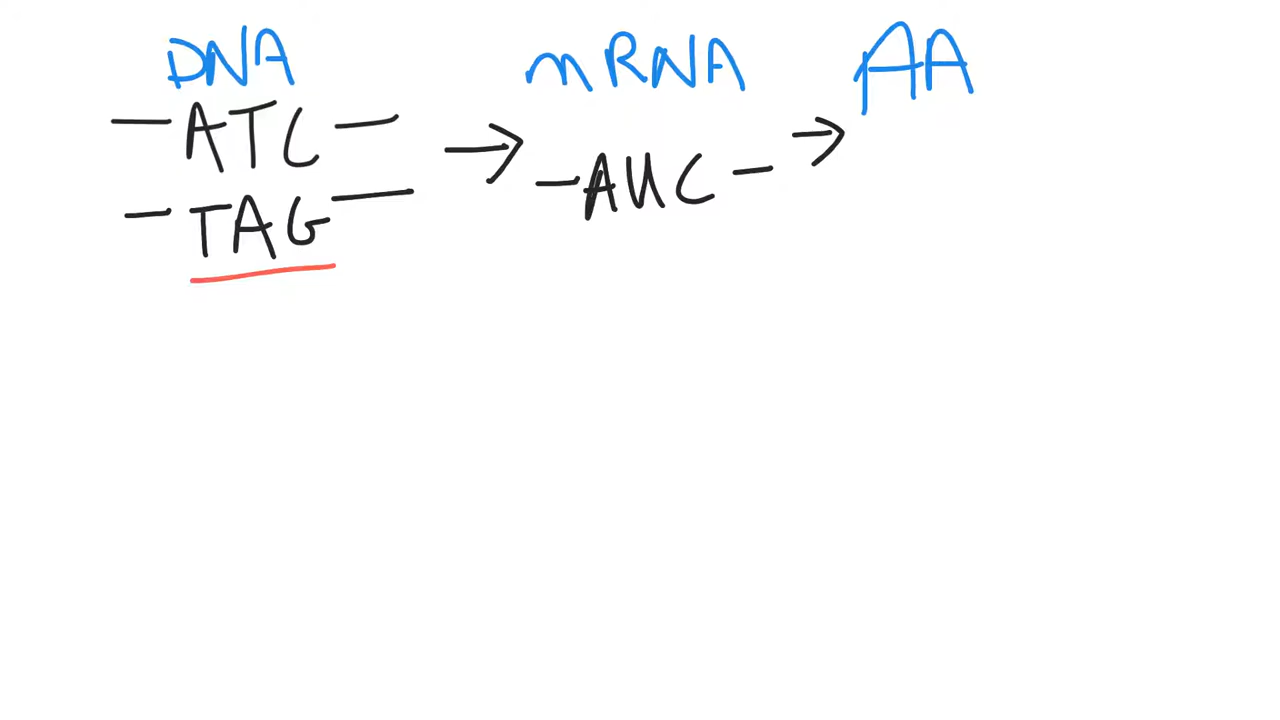 DNA mRNA AA
—ATC— → -AUC- →
-TAG—